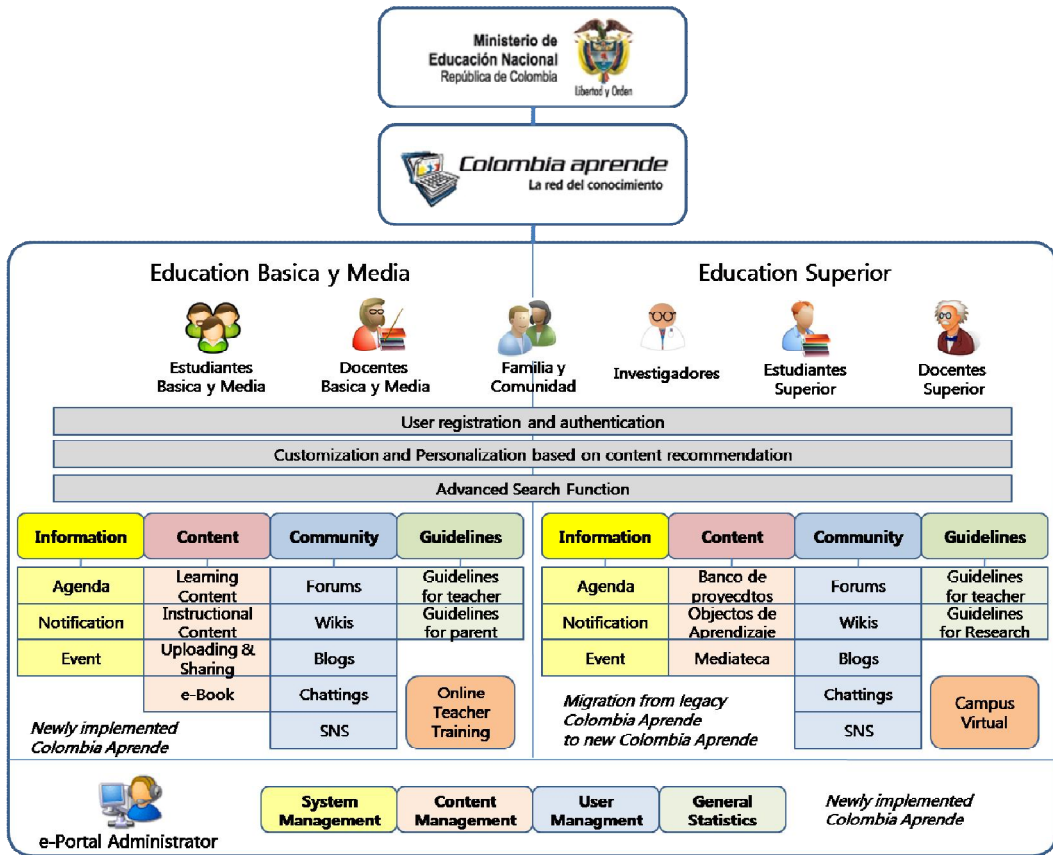 Ministerio de
Educación Nacional
República de Colombia
Libertad y Orden
Colombia aprende
La red del conocimiento
Education Basica y Media
Education Superior
Estudiantes
Basica y Media
Docentes
Basica y Media
Familia y
Comunidad
Investigadores
Estudiantes
Superior
Docentes
Superior
User registration and authentication
Customization and Personalization based on content recommendation
Advanced Search Function
Information
Content
Community
Guidelines
Agenda
Learning
Content
Forums
Guidelines
for teacher
Notification
Instructional
Content
Wikis
Guidelines
for parent
Event
Uploading &
Sharing
Blogs
e-Book
Chattings
SNS
Online
Teacher
Training
Newly implemented
Colombia Aprende
Information
Content
Community
Guidelines
Agenda
Banco de
proyecdtos
Forums
Guidelines
for teacher
Notification
Objectos de
Aprendizaje
Wikis
Guidelines
for Research
Event
Mediateca
Blogs
Chattings
SNS
Migration from legacy
Colombia Aprende
to new Colombia Aprende
Campus
Virtual
e-Portal Administrator
System
Management
Content
Management
User
Managment
General
Statistics
Newly implemented
Colombia Aprende